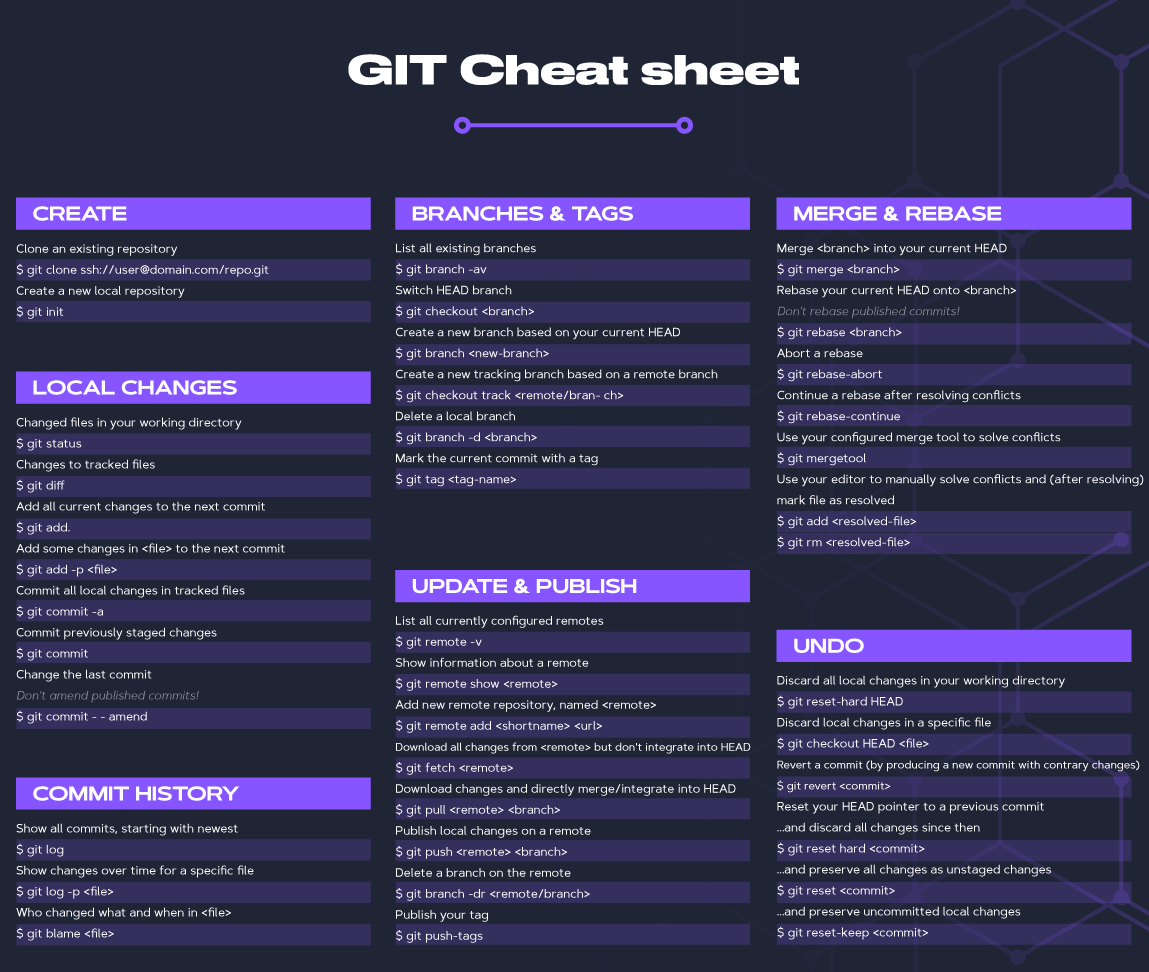 GIT Cheat sheet
CREATE
Clone an existing repository
$ git clone ssh://user@domain.com/repo.git
Create a new local repository
$ git init
LOCAL CHANGES
Changed files in your working directory
$ git status
Changes to tracked files
$ git diff
Add all current changes to the next commit
$ git add.
Add some changes in <file> to the next commit
$ git add -p <file>
Commit all local changes in tracked files
$ git commit -a
Commit previously staged changes
$ git commit
Change the last commit
Don't amend published commits!
$ git commit - - amend
COMMIT HISTORY
Show all commits, starting with newest
$ git log
Show changes over time for a specific file
$ git log -p <file>
Who changed what and when in <file>
$ git blame <file>
BRANCHES & TAGS
List all existing branches
$ git branch -av
Switch HEAD branch
$ git checkout <branch>
Create a new branch based on your current HEAD
$ git branch <new-branch>
Create a new tracking branch based on a remote branch
$ git checkout track <remote/bran- ch>
Delete a local branch
$ git branch -d <branch>
Mark the current commit with a tag
$ git tag <tag-name>
UPDATE & PUBLISH
List all currently configured remotes
$ git remote -v
Show information about a remote
$ git remote show <remote>
Add new remote repository, named <remote>
$ git remote add <shortname> <url>
Download all changes from <remote> but don't integrate into HEAD
$ git fetch <remote>
Download changes and directly merge/integrate into HEAD
$ git pull <remote> <branch>
Publish local changes on a remote
$ git push <remote> <branch>
Delete a branch on the remote
$ git branch -dr <remote/branch>
Publish your tag
$ git push-tags
MERGE & REBASE
Merge <branch> into your current HEAD
$ git merge <branch>
Rebase your current HEAD onto <branch>
Don't rebase published commits!
$ git rebase <branch>
Abort a rebase
$ git rebase-abort
Continue a rebase after resolving conflicts
$ git rebase-continue
Use your configured merge tool to solve conflicts
$ git mergetool
Use your editor to manually solve conflicts and (after resolving)
mark file as resolved
$ git add <resolved-file>
$ git rm <resolved-file>
UNDO
Discard all local changes in your working directory
$ git reset-hard HEAD
Discard local changes in a specific file
$ git checkout HEAD <file>
Revert a commit (by producing a new commit with contrary changes)
$ git revert <commit>
Reset your HEAD pointer to a previous commit
...and discard all changes since then
$ git reset hard <commit>
...and preserve all changes as unstaged changes
$ git reset <commit>
...and preserve uncommitted local changes
$ git reset-keep <commit>